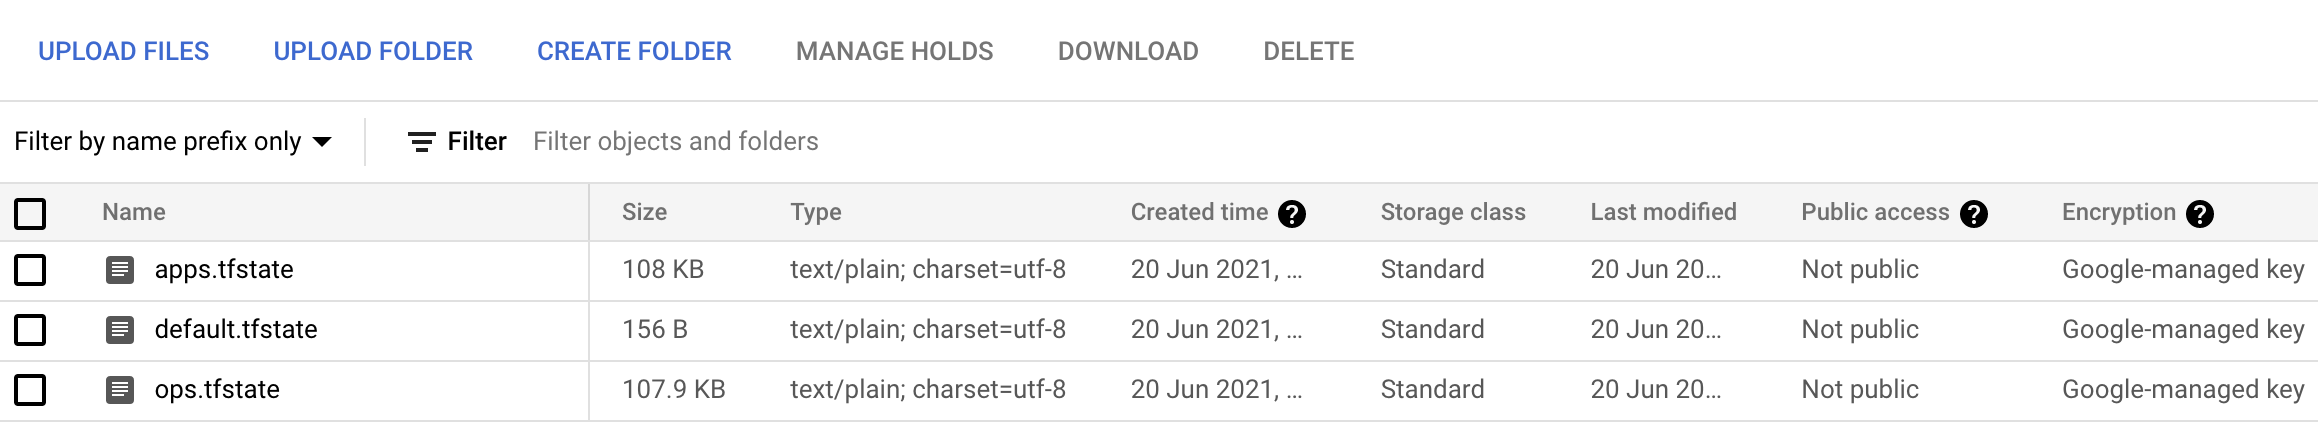 UPLOAD FILES UPLOAD FOLDER CREATE FOLDER MANAGE HOLDS DOWNLOAD DELETE
Filter by name prefix only Filter Filter objects and folders
Name Size Type Created time ? Storage class Last modified Public access ? Encryption ?
apps.tfstate 108 KB text/plain; charset=utf-8 20 Jun 2021, ... Standard 20 Jun 20... Not public Google-managed key
default.tfstate 156 B text/plain; charset=utf-8 20 Jun 2021, ... Standard 20 Jun 20... Not public Google-managed key
ops.tfstate 107.9 KB text/plain; charset=utf-8 20 Jun 2021, ... Standard 20 Jun 20... Not public Google-managed key